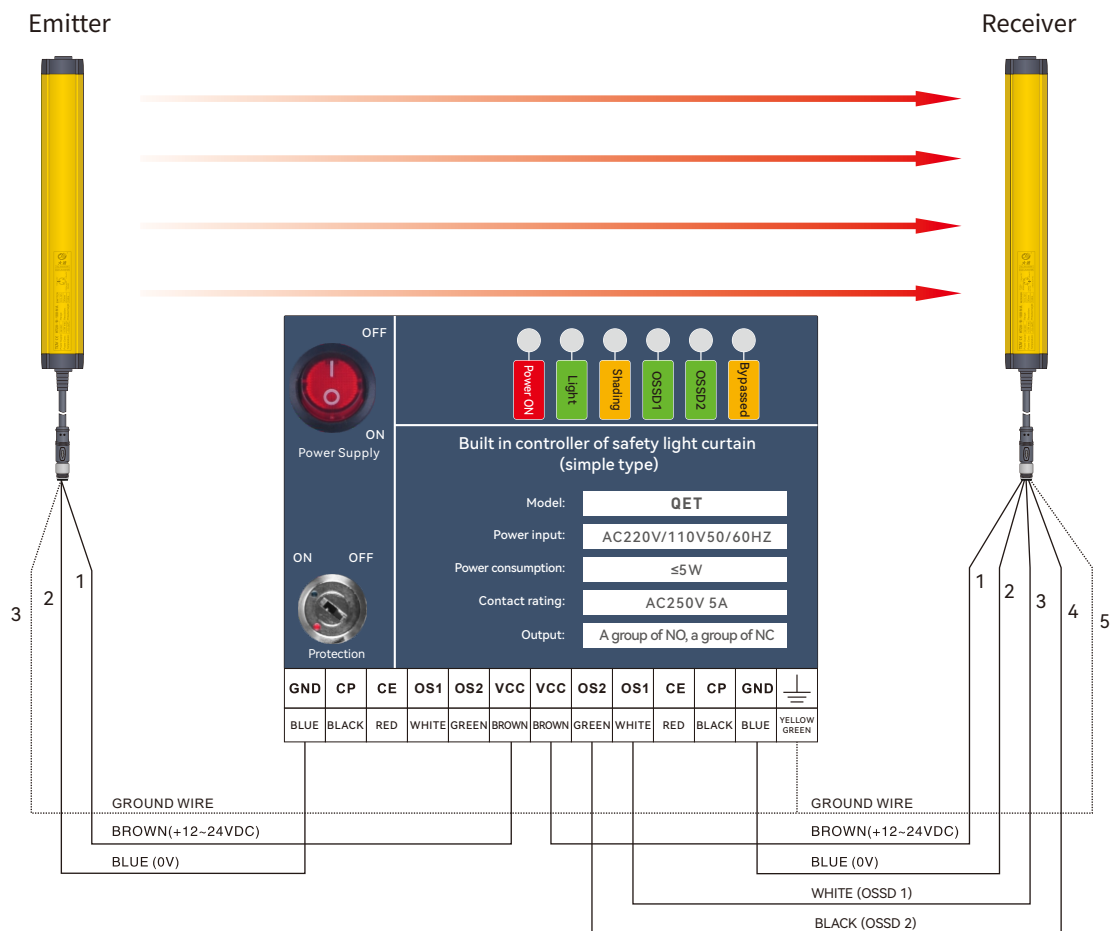 Emitter
Receiver
OFF
ON
Power Supply
Power ON
Light
Shading
OSSD1
OSSD2
Bypassed
Built in controller of safety light curtain
(simple type)
Model: QET
Power input: AC220V/110V50/60HZ
Power consumption: ≤5W
Contact rating: AC250V 5A
Output: A group of NO, a group of NC
ON OFF
Protection
GND CP CE OS1 OS2 VCC VCC OS2 OS1 CE CP GND
BLUE BLACK RED WHITE GREEN BROWN BROWN GREEN WHITE RED BLACK BLUE YELLOW
GREEN
3 2 1
1 2 3 4 5
GROUND WIRE
BROWN(+12~24VDC)
BLUE (0V)
GROUND WIRE
BROWN(+12~24VDC)
BLUE (0V)
WHITE (OSSD 1)
BLACK (OSSD 2)